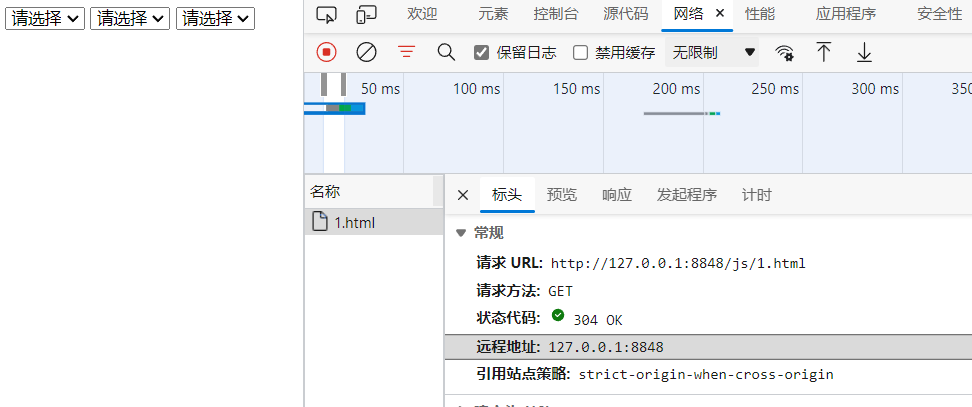 请选择 请选择 请选择
欢迎 元素 控制台 源代码 网络 性能 应用程序 安全性
保留日志 禁用缓存 无限制
50 ms 100 ms 150 ms 200 ms 250 ms 300 ms 350
名称
1.html
标头 预览 响应 发起程序 计时
常规
请求 URL: http://127.0.0.1:8848/js/1.html
请求方法: GET
状态代码: 304 OK
远程地址: 127.0.0.1:8848
引用站点策略: strict-origin-when-cross-origin